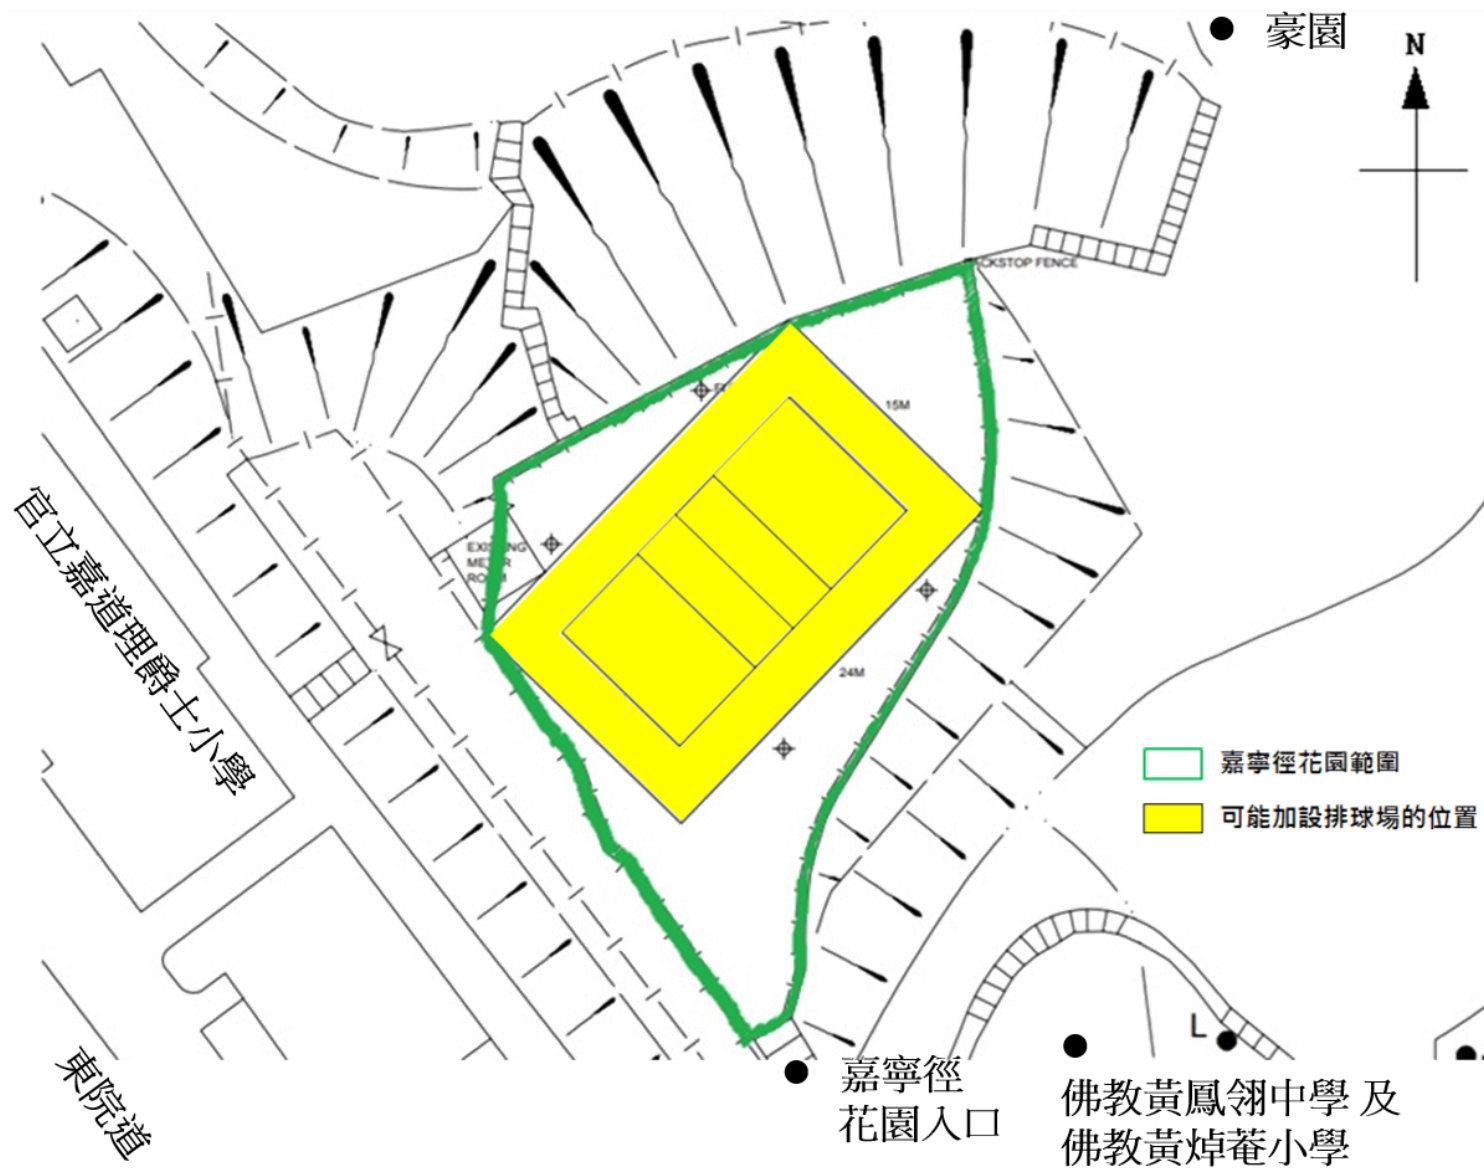 豪園
N
CKSTOP FENCE
15M
EXISTING
METER
ROOM
24M
官立嘉道理爵士小學
嘉寧徑花園範圍
可能加設排球場的位置
L
東院道
嘉寧徑
花園入口
佛教黃鳳翎中學 及
佛教黃焯菴小學